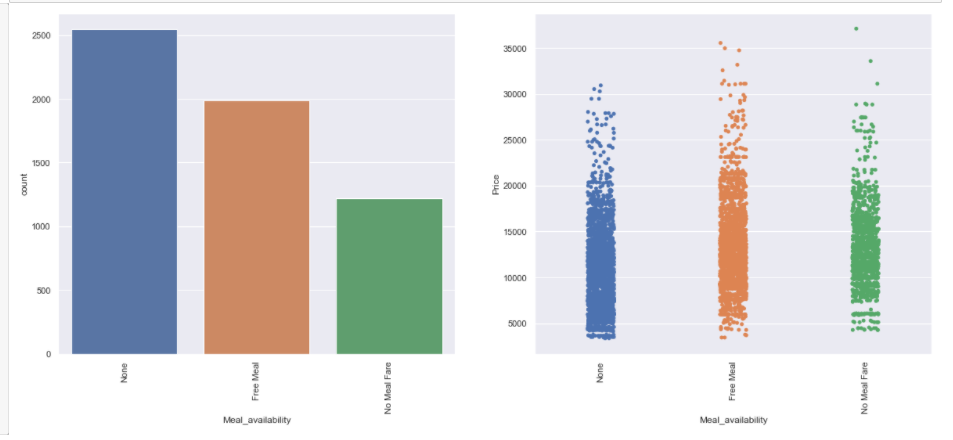 2500
2000
1500
1000
500
0
count
None
Free Meal
No Meal Fare
Meal_availability
35000
30000
25000
20000
15000
10000
5000
Price
None
Free Meal
No Meal Fare
Meal_availability